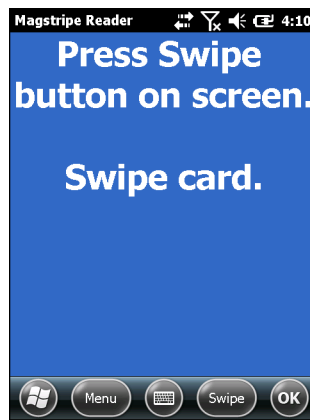 Magstripe Reader 4:10
Press Swipe
button on screen.
Swipe card.
Menu Swipe OK